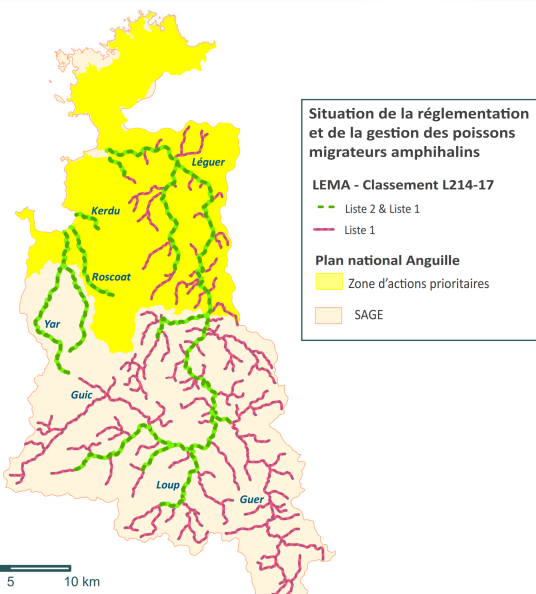 Situation de la réglementation
et de la gestion des poissons
migrateurs amphihalins
LEMA - Classement L214-17
Liste 2 & Liste 1
Liste 1
Plan national Anguille
Zone d'actions prioritaires
SAGE
Léguer
Kerdu
Roscoat
Yar
Guic
Loup
Guer
5 10 km